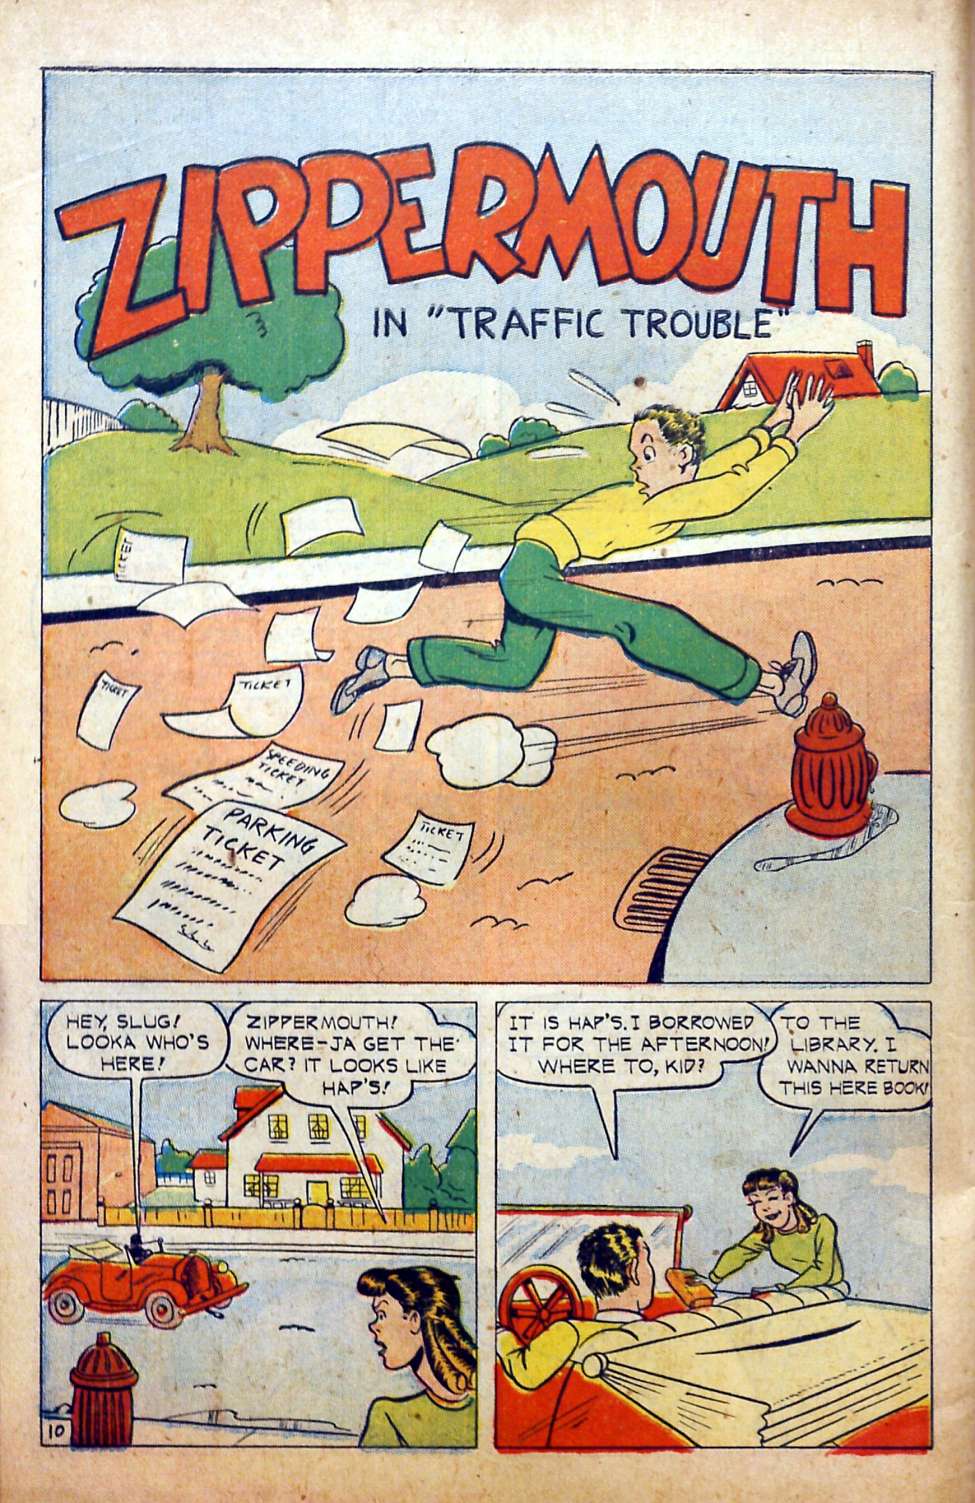 ZIPPERMOUTH
IN "TRAFFIC TROUBLE"
TICKET
TICKET
TICKET
SPEEDING
TICKET
PARKING
TICKET
TICKET
HEY, SLUG!
LOOKA WHO'S
HERE!
ZIPPERMOUTH!
WHERE-JA GET THE
CAR? IT LOOKS LIKE
HAP'S!
IT IS HAP'S. I BORROWED
IT FOR THE AFTERNOON!
WHERE TO, KID?
TO THE
LIBRARY. I
WANNA RETURN
THIS HERE BOOK!
10